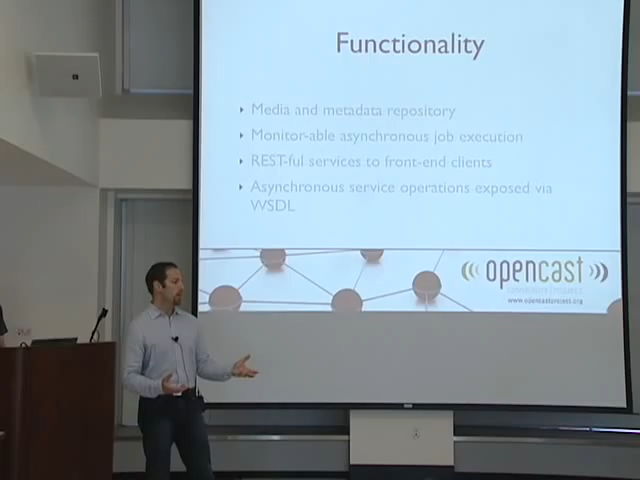 Functionality
Media and metadata repository
Monitor-able asynchronous job execution
REST-ful services to front-end clients
Asynchronous service operations exposed via
WSDL
opencast
www.opencastproject.org